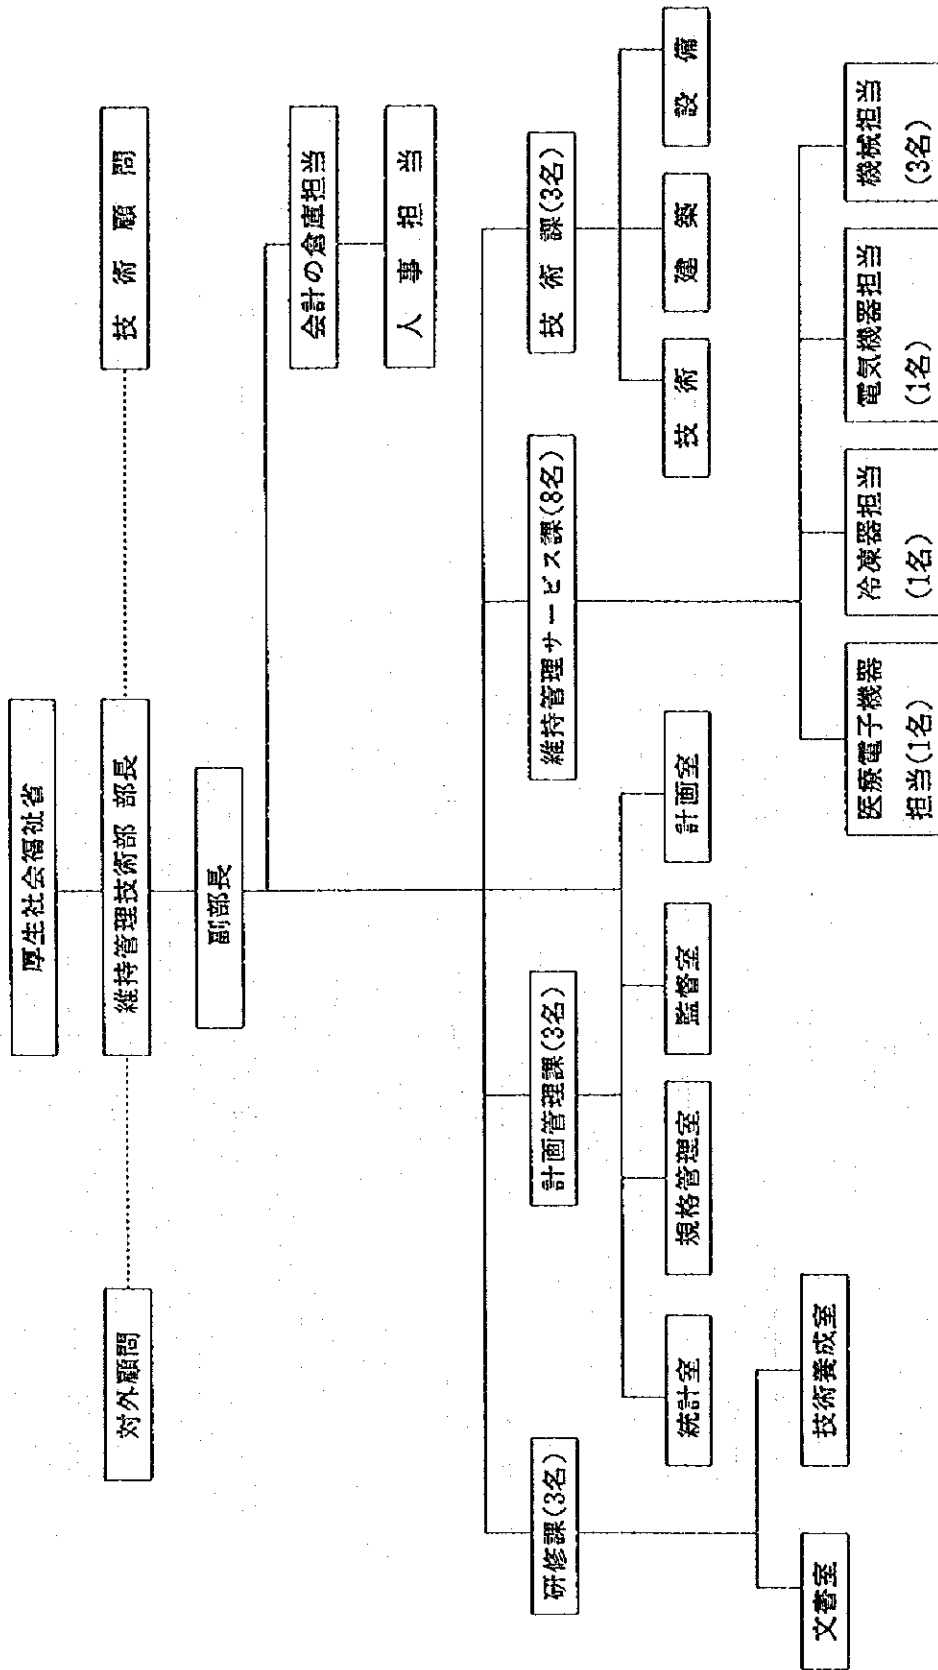 厚生社会福祉省
対外顧問
維持管理技術部 部長
技術顧問
副部長
会計の倉庫担当
人事担当
研修課(3名)
計画管理課(3名)
維持管理サービス課(8名)
技術課(3名)
統計室
規格管理室
監督室
計画室
技術
建築
設備
文書室
技術養成室
医療電子機器
担当(1名)
冷凍器担当
(1名)
電気機器担当
(1名)
機械担当
(3名)